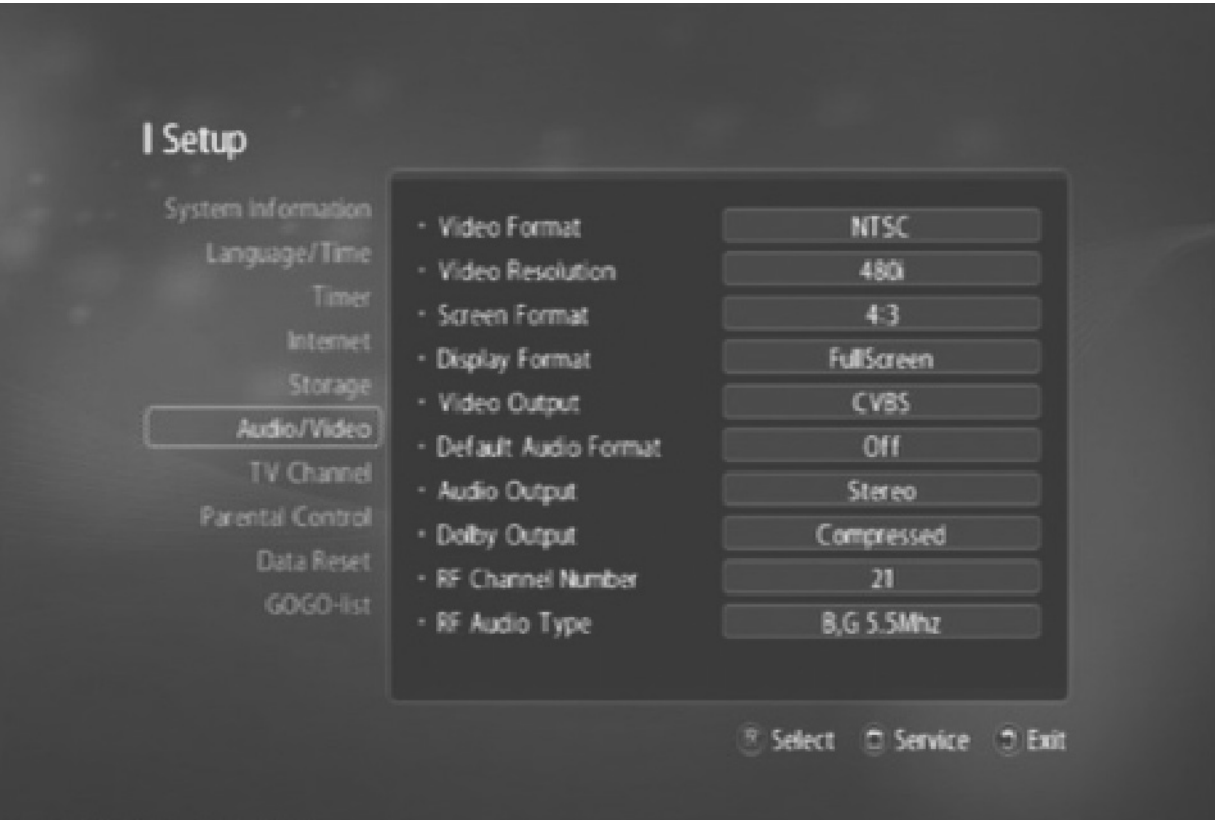 Setup
System Information
Language/Time
Timer
Internet
Storage
Audio/Video
TV Channel
Parental Control
Data Reset
GOGO-list
· Video Format NTSC
· Video Resolution 480i
· Screen Format 4:3
· Display Format FullScreen
· Video Output CVBS
· Default Audio Format Off
· Audio Output Stereo
· Dolby Output Compressed
· RF Channel Number 21
· RF Audio Type B,G 5.5Mhz
Select Service Exit